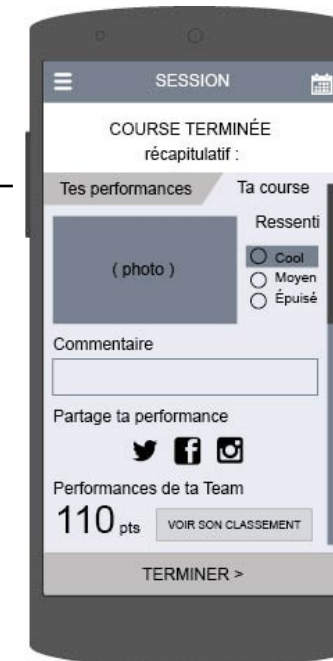 SESSION
COURSE TERMINÉE
récapitulatif :
Tes performances
Ta course
Ressenti
( photo )
Cool
Moyen
Épuisé
Commentaire
Partage ta performance
Performances de ta Team
110 pts
VOIR SON CLASSEMENT
TERMINER >